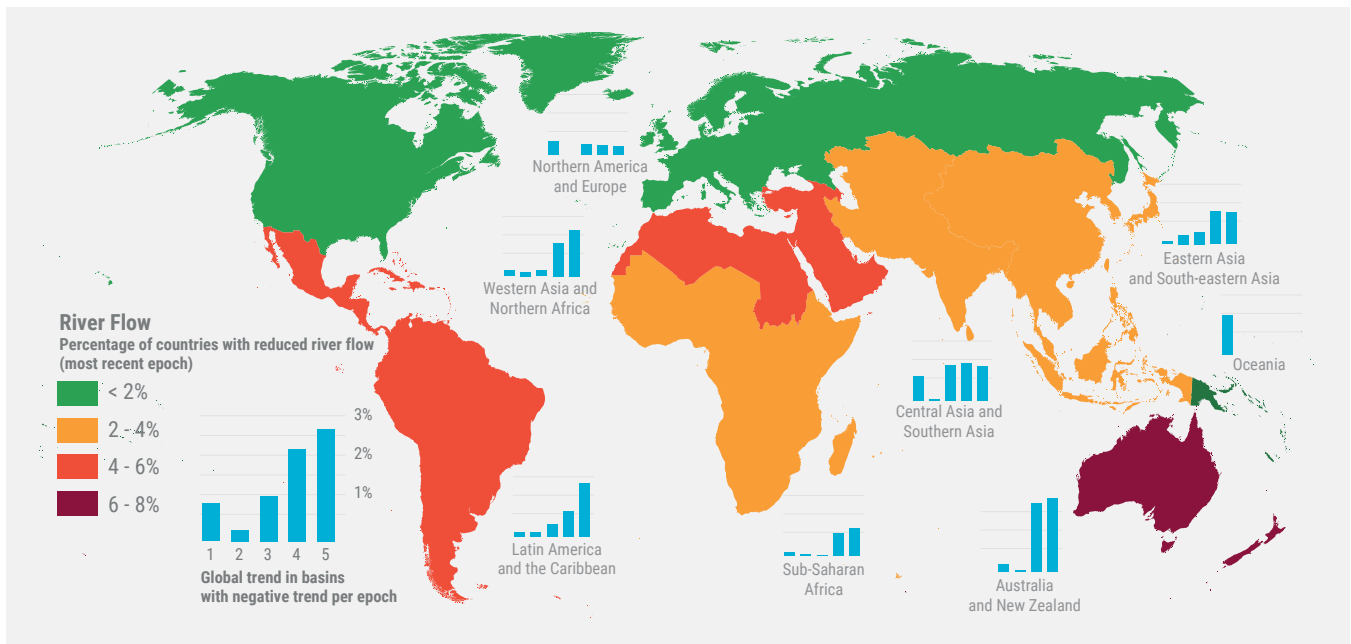 Northern America
and Europe
Western Asia and
Northern Africa
Eastern Asia
and South-eastern Asia
Oceania
River Flow
Percentage of countries with reduced river flow
(most recent epoch)
< 2%
2 - 4%
4 - 6%
6 - 8%
3%
2%
1%
1 2 3 4 5
Global trend in basins
with negative trend per epoch
Central Asia and
Southern Asia
Latin America
and the Caribbean
Sub-Saharan
Africa
Australia
and New Zealand